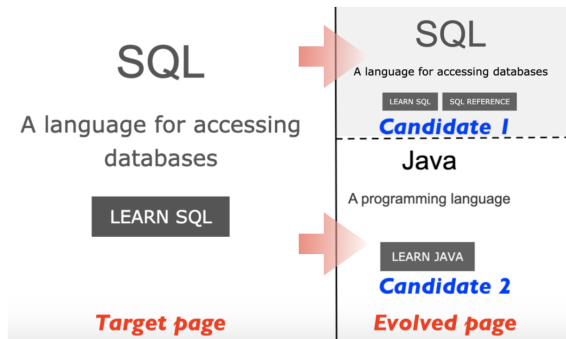 SQL
A language for accessing
databases
LEARN SQL
Target page
SQL
A language for accessing databases
LEARN SQL SQL REFERENCE
Candidate 1
Java
A programming language
LEARN JAVA
Candidate 2
Evolved page